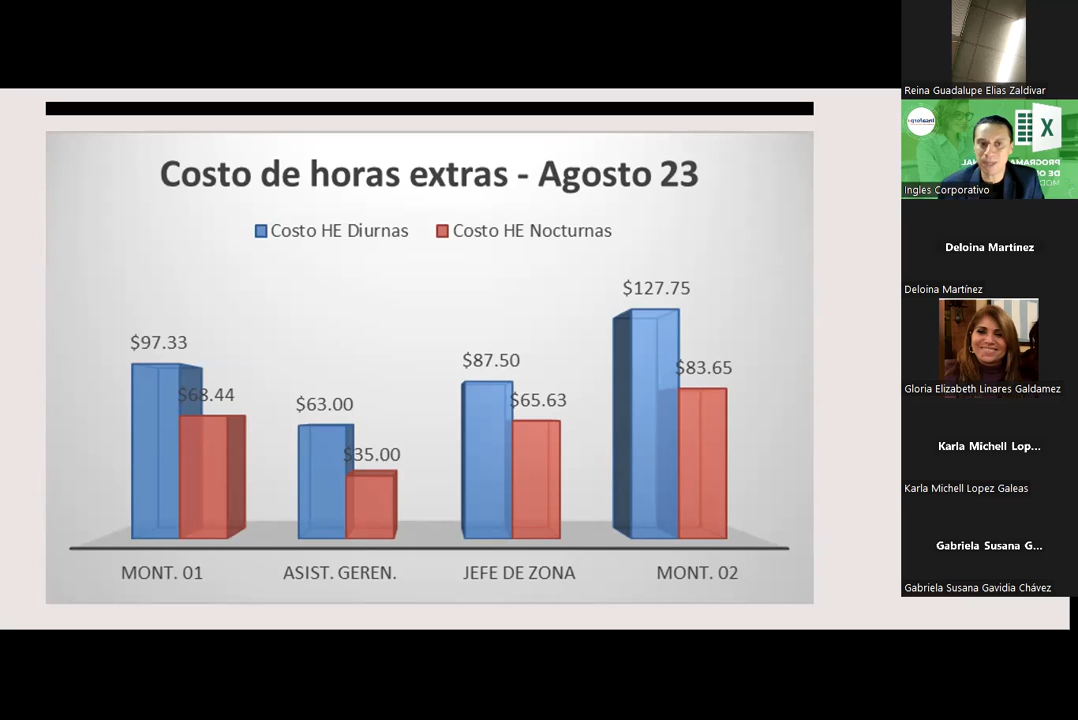 Costo de horas extras - Agosto 23
Costo HE Diurnas
Costo HE Nocturnas
$97.33
$68.44
$63.00
$35.00
$87.50
$65.63
$127.75
$83.65
MONT. 01
ASIST. GEREN.
JEFE DE ZONA
MONT. 02
Reina Guadalupe Elias Zaldivar
X
Ingles Corporativo
Deloina Martínez
Deloina Martínez
Gloria Elizabeth Linares Galdamez
Karla Michell Lop...
Karla Michell Lopez Galeas
Gabriela Susana G...
Gabriela Susana Gavidia Chávez